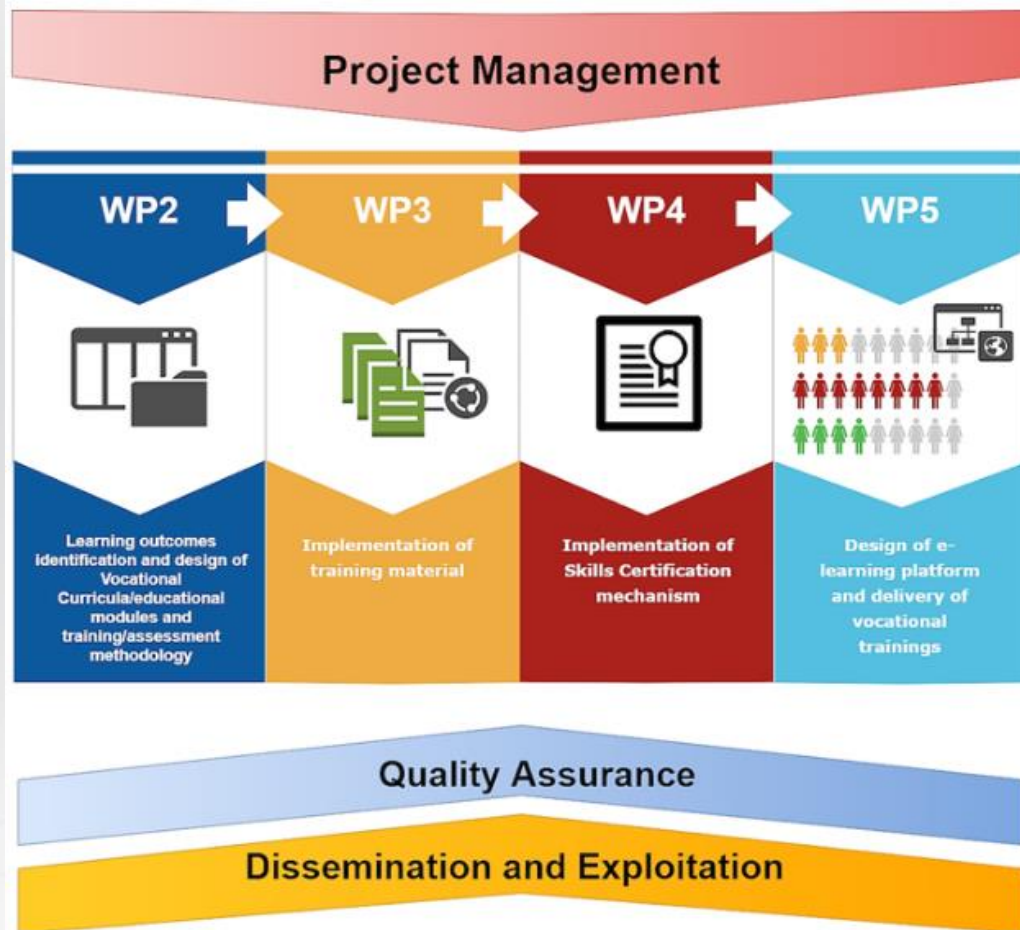 Project Management
WP2
WP3
WP4
WP5
Learning outcomes
identification and design of
Vocational
Curricula/educational
modules and
training/assessment
methodology
Implementation of
training material
Implementation of
Skills Certification
mechanism
Design of e-
learning platform
and delivery of
vocational
trainings
Quality Assurance
Dissemination and Exploitation